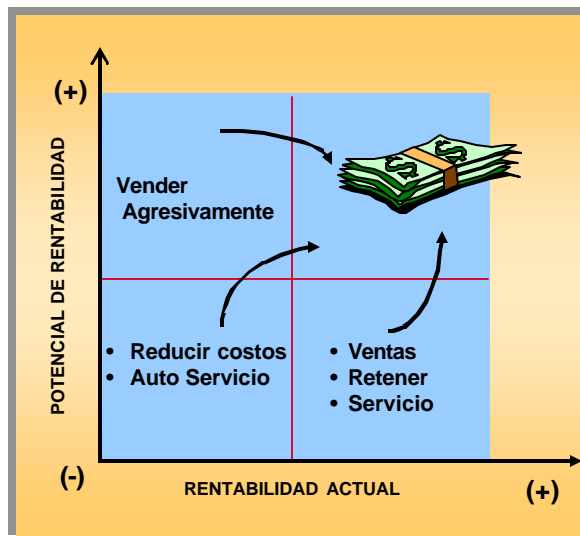 (+)
POTENCIAL DE RENTABILIDAD
Vender
Agresivamente
$ $
• Reducir costos
• Auto Servicio
• Ventas
• Retener
• Servicio
(-)
RENTABILIDAD ACTUAL
(+)